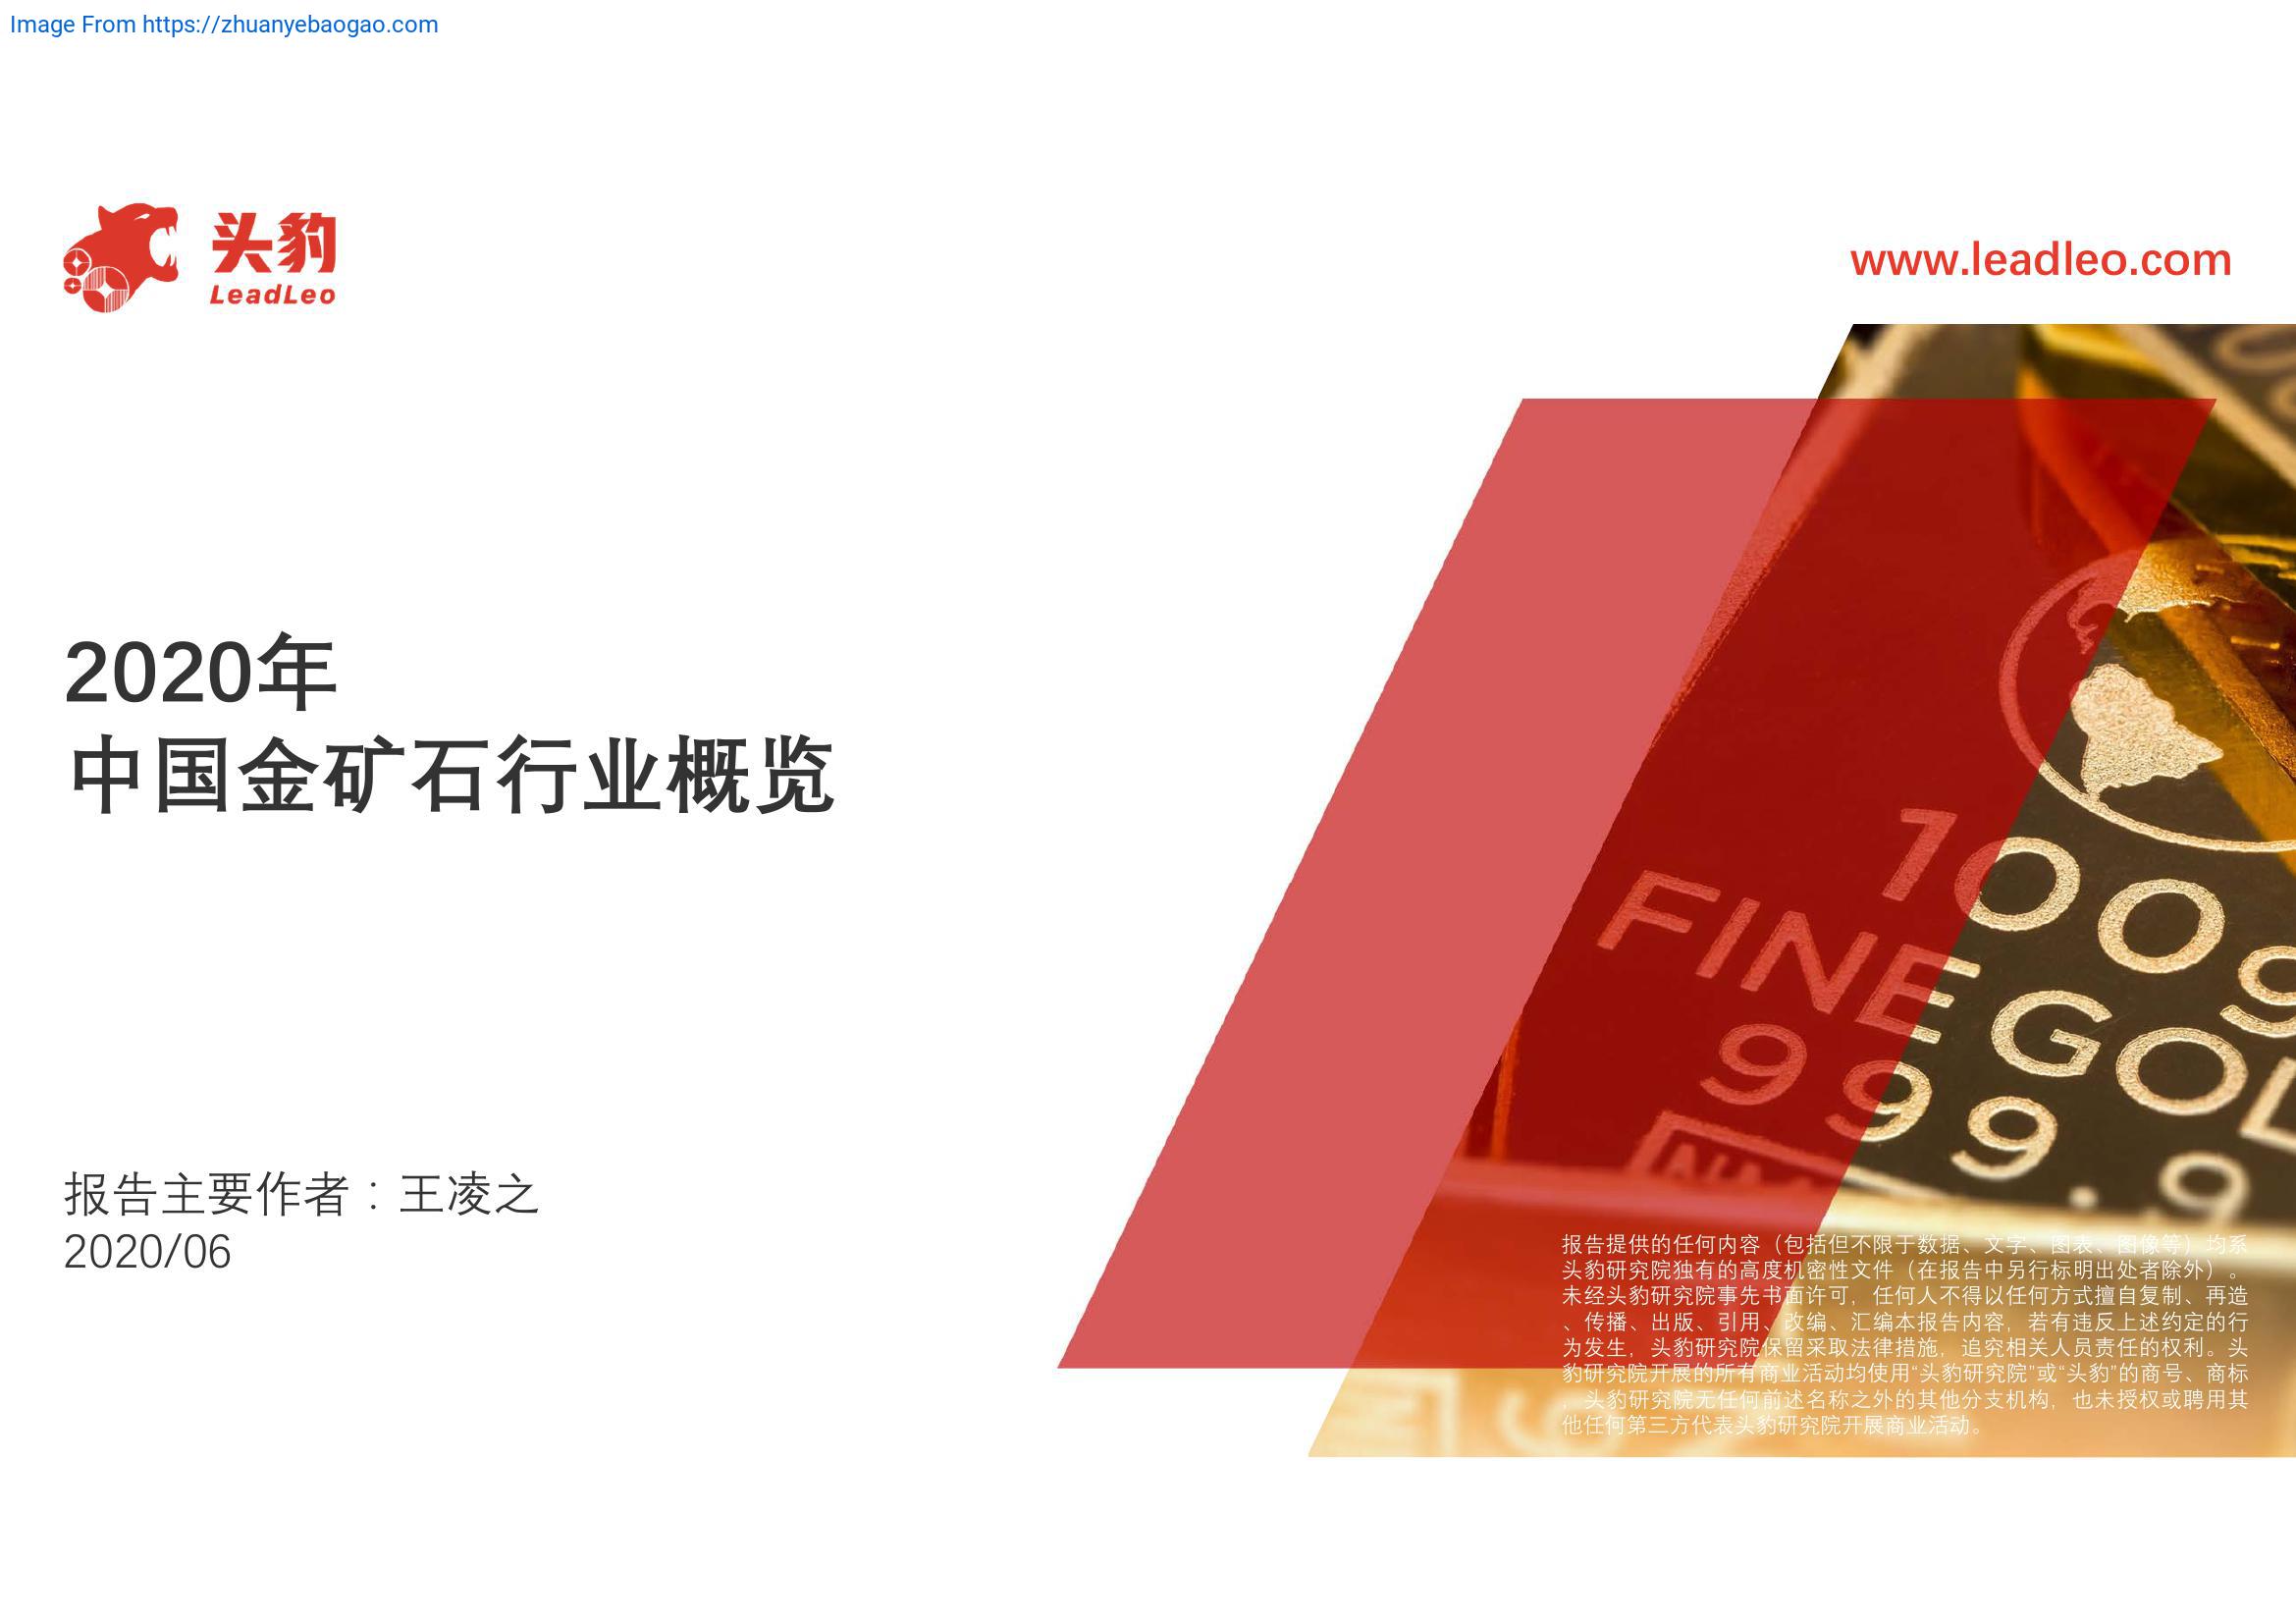 Image From https://zhuanyebaogao.com
头豹
LeadLeo
www.leadleo.com
2020年
中国金矿石行业概览
100g
FINE GOL
999.9
报告主要作者：王凌之
2020/06
报告提供的任何内容（包括但不限于数据、文字、图表、图像等）均系
头豹研究院独有的高度机密性文件（在报告中另行标明出处者除外）。
未经头豹研究院事先书面许可，任何人不得以任何方式擅自复制、再造
、传播、出版、引用、改编、汇编本报告内容，若有违反上述约定的行
为发生，头豹研究院保留采取法律措施，追究相关人员责任的权利。头
豹研究院开展的所有商业活动均使用“头豹研究院”或“头豹”的商号、商标
，头豹研究院无任何前述名称之外的其他分支机构，也未授权或聘用其
他任何第三方代表头豹研究院开展商业活动。